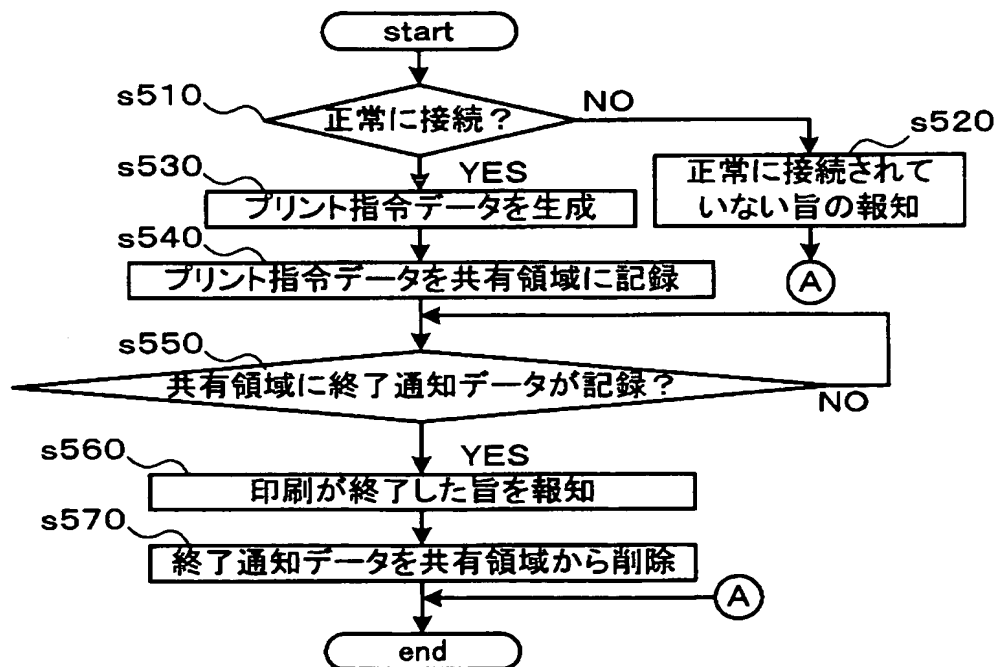 start
s510
正常に接続？
NO
s520
正常に接続されて
いない旨の報知
A
YES
s530
プリント指令データを生成
s540
プリント指令データを共有領域に記録
s550
共有領域に終了通知データが記録？
NO
YES
s560
印刷が終了した旨を報知
s570
終了通知データを共有領域から削除
A
end